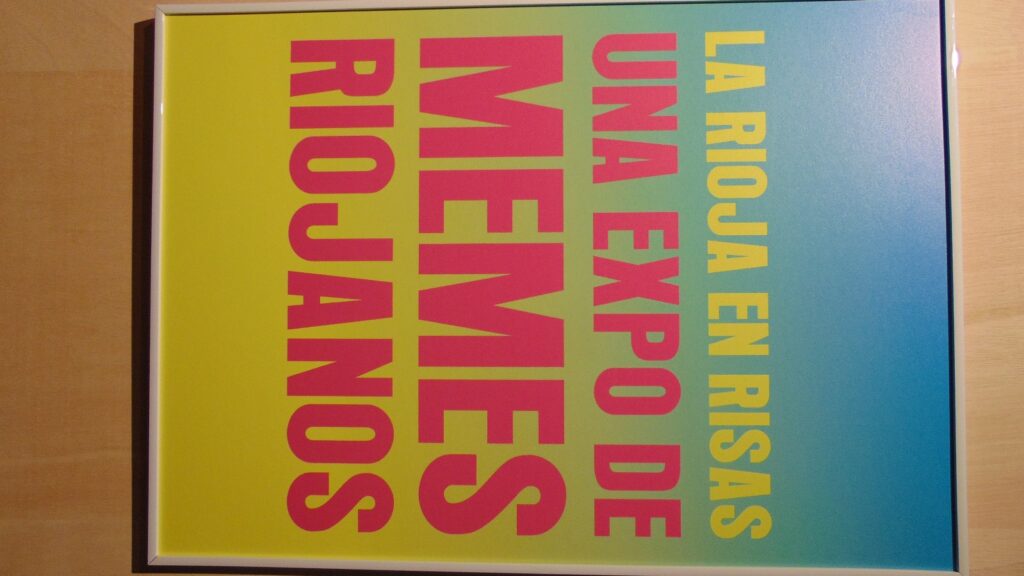 LA RIOJA EN RISAS
UNA EXPO DE
MEMES
RIOJANOS